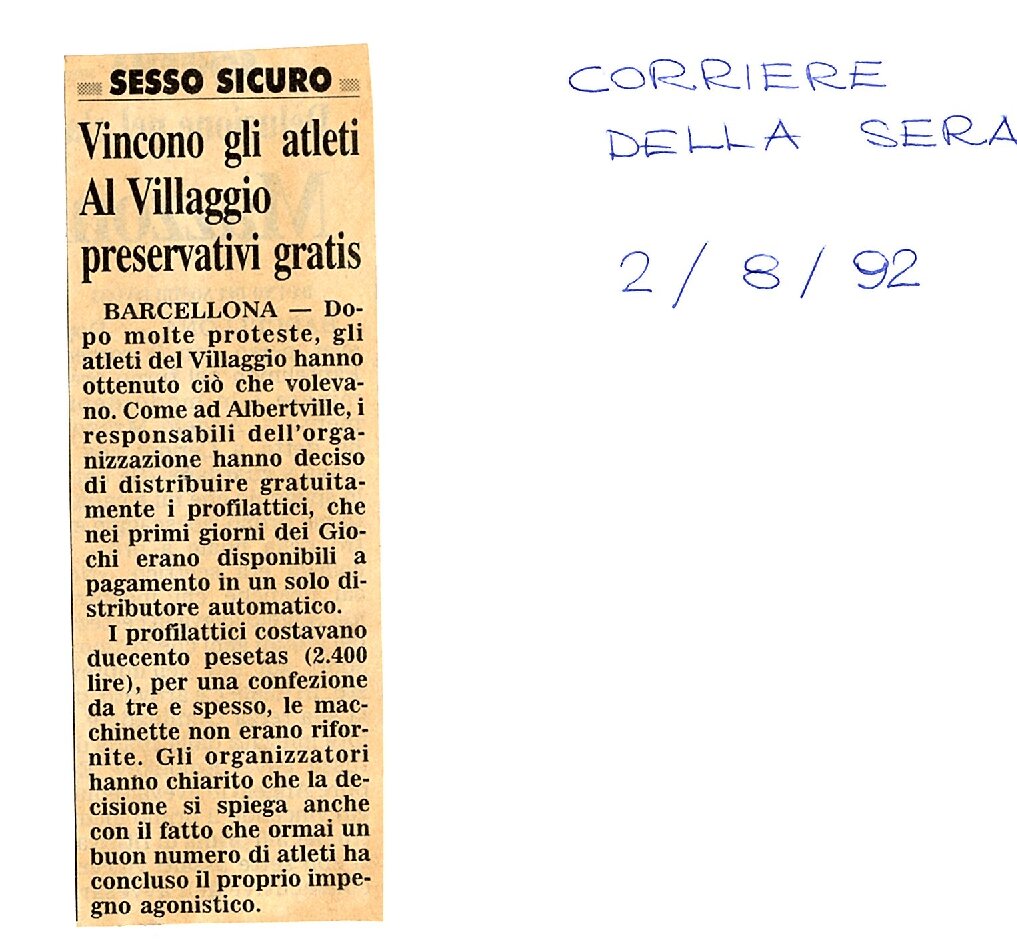 SESSO SICURO
Vincono gli atleti
Al Villaggio
preservativi gratis
BARCELLONA — Do-
po molte proteste, gli
atleti del Villaggio hanno
ottenuto ciò che voleva-
no. Come ad Albertville, i
responsabili dell'orga-
nizzazione hanno deciso
di distribuire gratuita-
mente i profilattici, che
nei primi giorni dei Gio-
chi erano disponibili a
pagamento in un solo di-
stributore automatico.
I profilattici costavano
duecento pesetas (2.400
lire), per una confezione
da tre e spesso, le mac-
chinette non erano rifor-
nite. Gli organizzatori
hanno chiarito che la de-
cisione si spiega anche
con il fatto che ormai un
buon numero di atleti ha
concluso il proprio impe-
gno agonistico.
CORRIERE
DELLA SERA
2/8/92